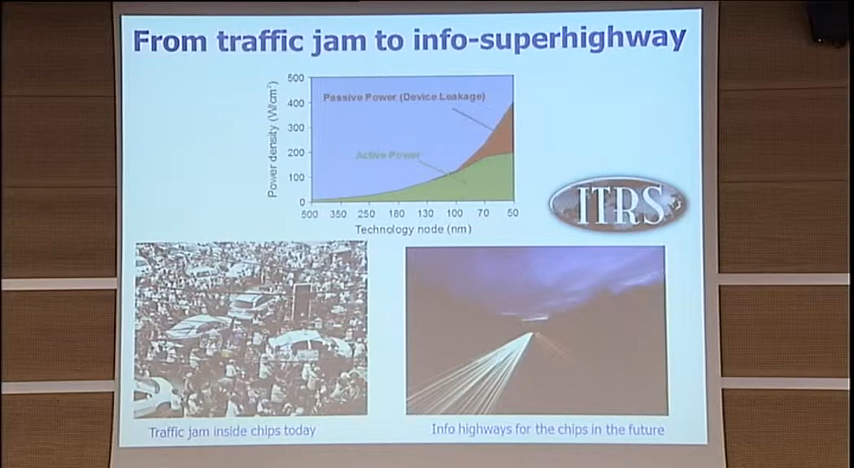 From traffic jam to info-superhighway
Power density (W/cm²)
500
400
300
200
100
0
Passive Power (Device Leakage)
Active Power
500 350 250 180 130 100 70 50
Technology node (nm)
ITRS
Traffic jam inside chips today
Info highways for the chips in the future